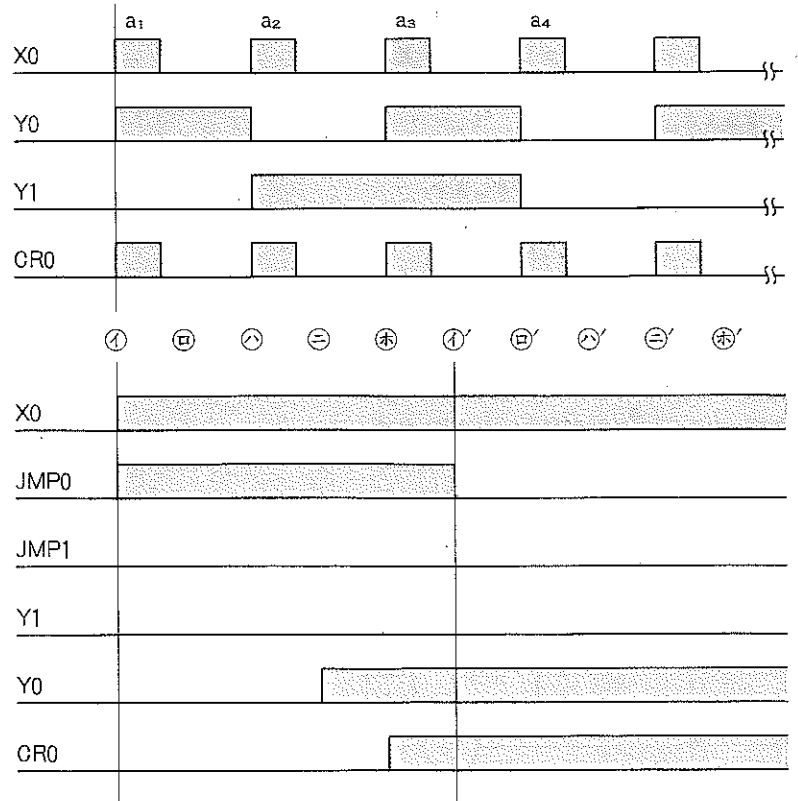 a₁ a₂ a₃ a₄
X0
Y0
Y1
CR0
㋑ ㋺ ㋩ ㋥ ㋭ ㋑′ ㋺′ ㋩′ ㋥′ ㋭′
X0
JMP0
JMP1
Y1
Y0
CR0